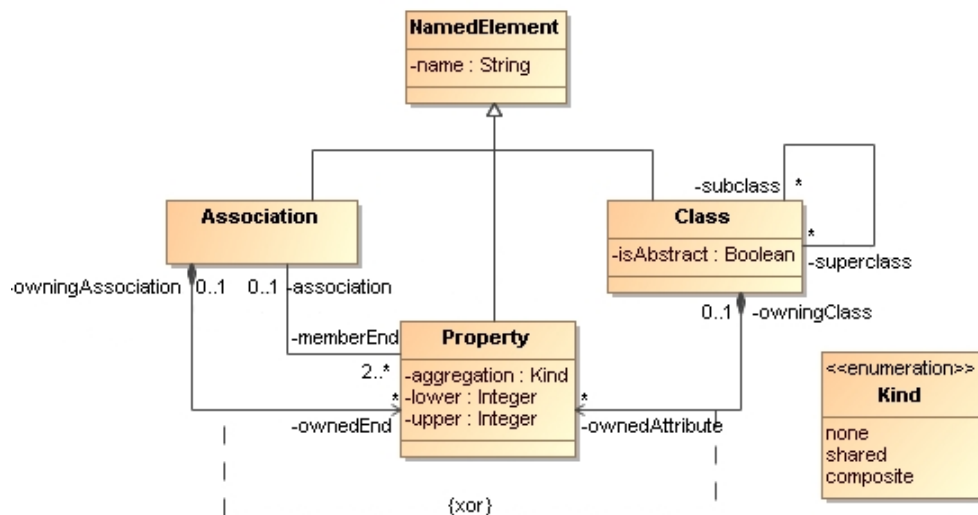 NamedElement
-name : String
-subclass *
Association
Class
*
-isAbstract : Boolean
-superclass
-owningAssociation 0..1
0..1 -association
0..1 -owningClass
-memberEnd
2..*
Property
-aggregation : Kind
-lower : Integer
-upper : Integer
*
-ownedEnd
*
-ownedAttribute
<<enumeration>>
Kind
none
shared
composite
{xor}